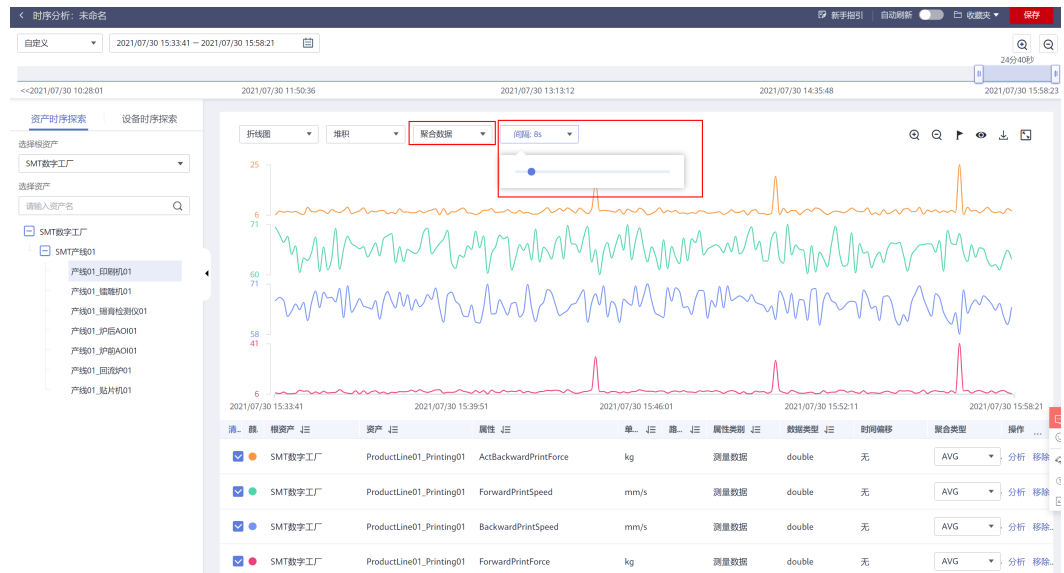 时序分析：未命名 新手指引 自动刷新 收藏夹 保存
自定义 2021/07/30 15:33:41 — 2021/07/30 15:58:21
24分40秒
<<2021/07/30 10:28:01 2021/07/30 11:50:36 2021/07/30 13:13:12 2021/07/30 14:35:48 2021/07/30 15:58:23
资产时序探索 设备时序探索
选择根资产
SMT数字工厂
选择资产
请输入资产名
SMT数字工厂
SMT产线01
产线01_印刷机01
产线01_镭雕机01
产线01_锡膏检测仪01
产线01_炉后AOI01
产线01_炉前AOI01
产线01_回流炉01
产线01_贴片机01
折线图 堆积 聚合数据 间隔: 8s
25
6
71
60
71
58
41
6
2021/07/30 15:33:41 2021/07/30 15:39:51 2021/07/30 15:46:01 2021/07/30 15:52:11 2021/07/30 15:58:21
清.. 颜. 根资产 资产 属性 单... 路... 属性类别 数据类型 时间偏移 聚合类型 操作 ...
SMT数字工厂 ProductLine01_Printing01 ActBackwardPrintForce kg 测量数据 double 无 AVG 分析 移除
SMT数字工厂 ProductLine01_Printing01 ForwardPrintSpeed mm/s 测量数据 double 无 AVG 分析 移除
SMT数字工厂 ProductLine01_Printing01 BackwardPrintSpeed mm/s 测量数据 double 无 AVG 分析 移除..
SMT数字工厂 ProductLine01_Printing01 ForwardPrintForce kg 测量数据 double 无 AVG 分析 移除..